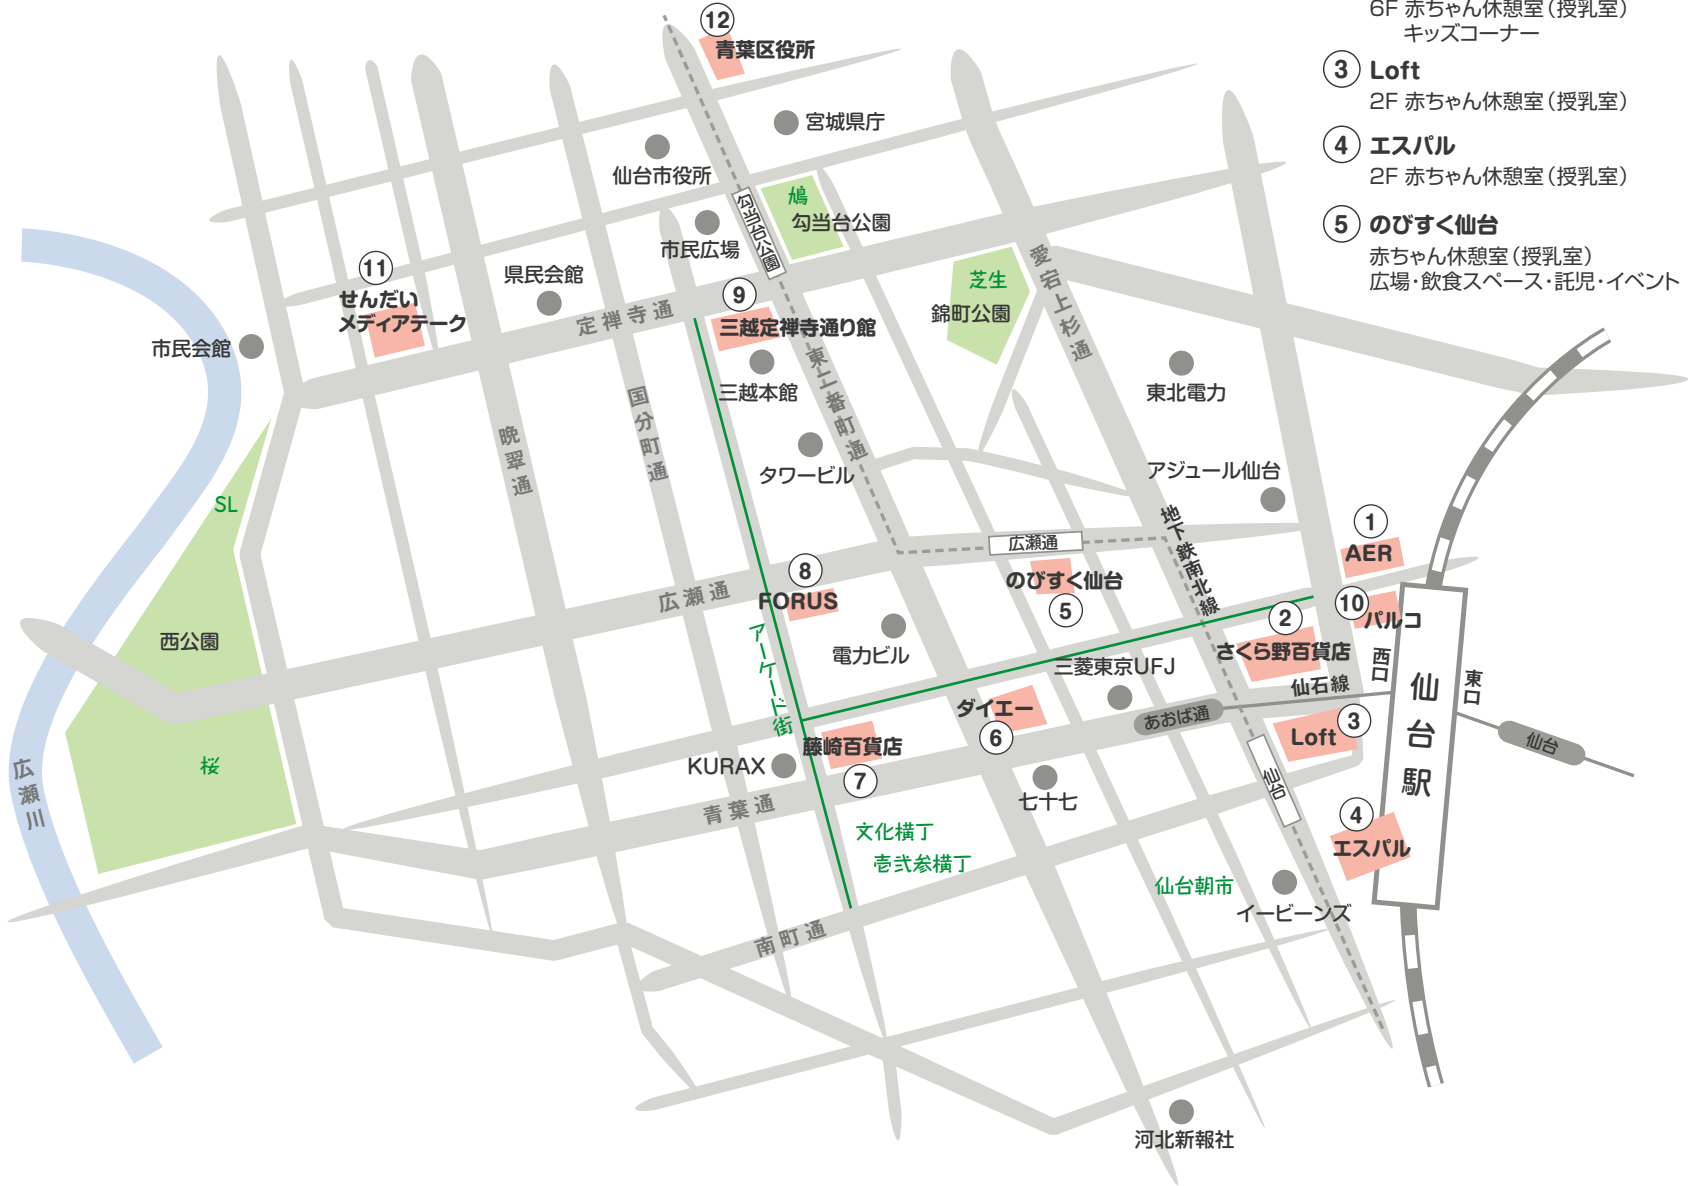 6F 赤ちゃん休憩室（授乳室）
キッズコーナー
③ Loft
2F 赤ちゃん休憩室（授乳室）
④ エスパル
2F 赤ちゃん休憩室（授乳室）
⑤ のびすく仙台
赤ちゃん休憩室（授乳室）
広場・飲食スペース・託児・イベント
⑫
青葉区役所
宮城県庁
仙台市役所
鳩
勾当台公園
勾当台公園
市民広場
⑪
せんだい
メディアテーク
県民会館
⑨
三越定禅寺通り館
定禅寺通
芝生
錦町公園
愛宕上杉通
市民会館
三越本館
東二番町通
国分町通
晩翠通
東北電力
タワービル
アジュール仙台
SL
地下鉄南北線
広瀬通
①
AER
⑧
FORUS
広瀬通
のびすく仙台
⑤
⑩
パルコ
②
さくら野百貨店
西公園
アーケード街
電力ビル
三菱東京UFJ
西口
仙台駅
東口
仙石線
ダイエー
⑥
あおば通
Loft
③
仙台
藤崎百貨店
⑦
KURAX
桜
広瀬川
青葉通
七十七
仙台
④
エスパル
文化横丁
壱弐参横丁
仙台朝市
イービーンズ
南町通
河北新報社